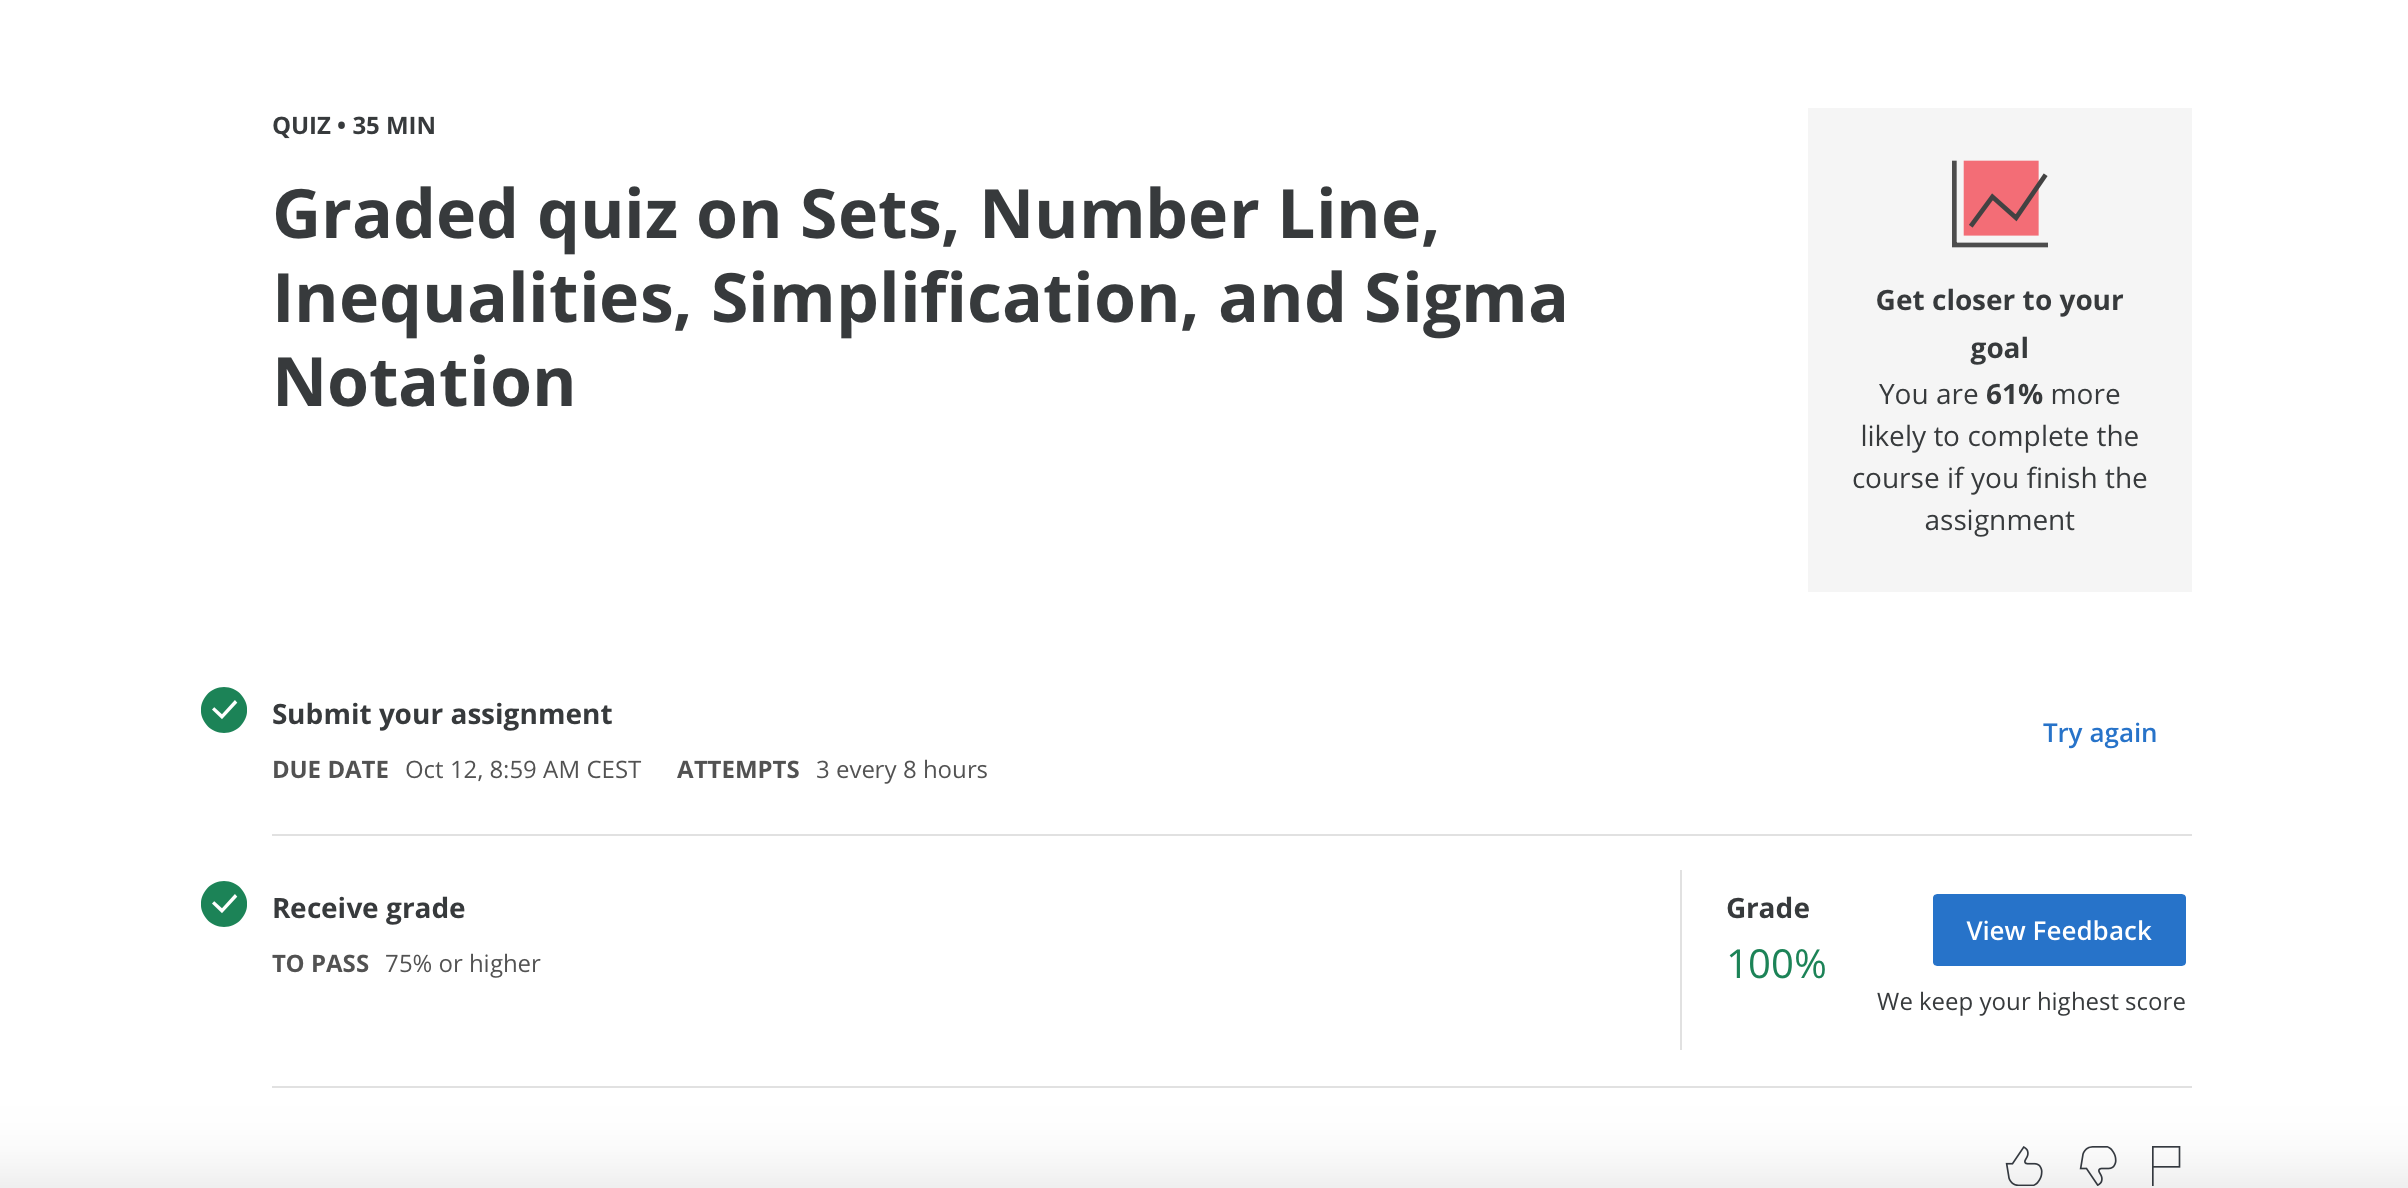 QUIZ • 35 MIN
Graded quiz on Sets, Number Line,
Inequalities, Simplification, and Sigma
Notation
Get closer to your
goal
You are 61% more
likely to complete the
course if you finish the
assignment
Submit your assignment
DUE DATE Oct 12, 8:59 AM CEST ATTEMPTS 3 every 8 hours
Try again
Receive grade
TO PASS 75% or higher
Grade
100%
View Feedback
We keep your highest score